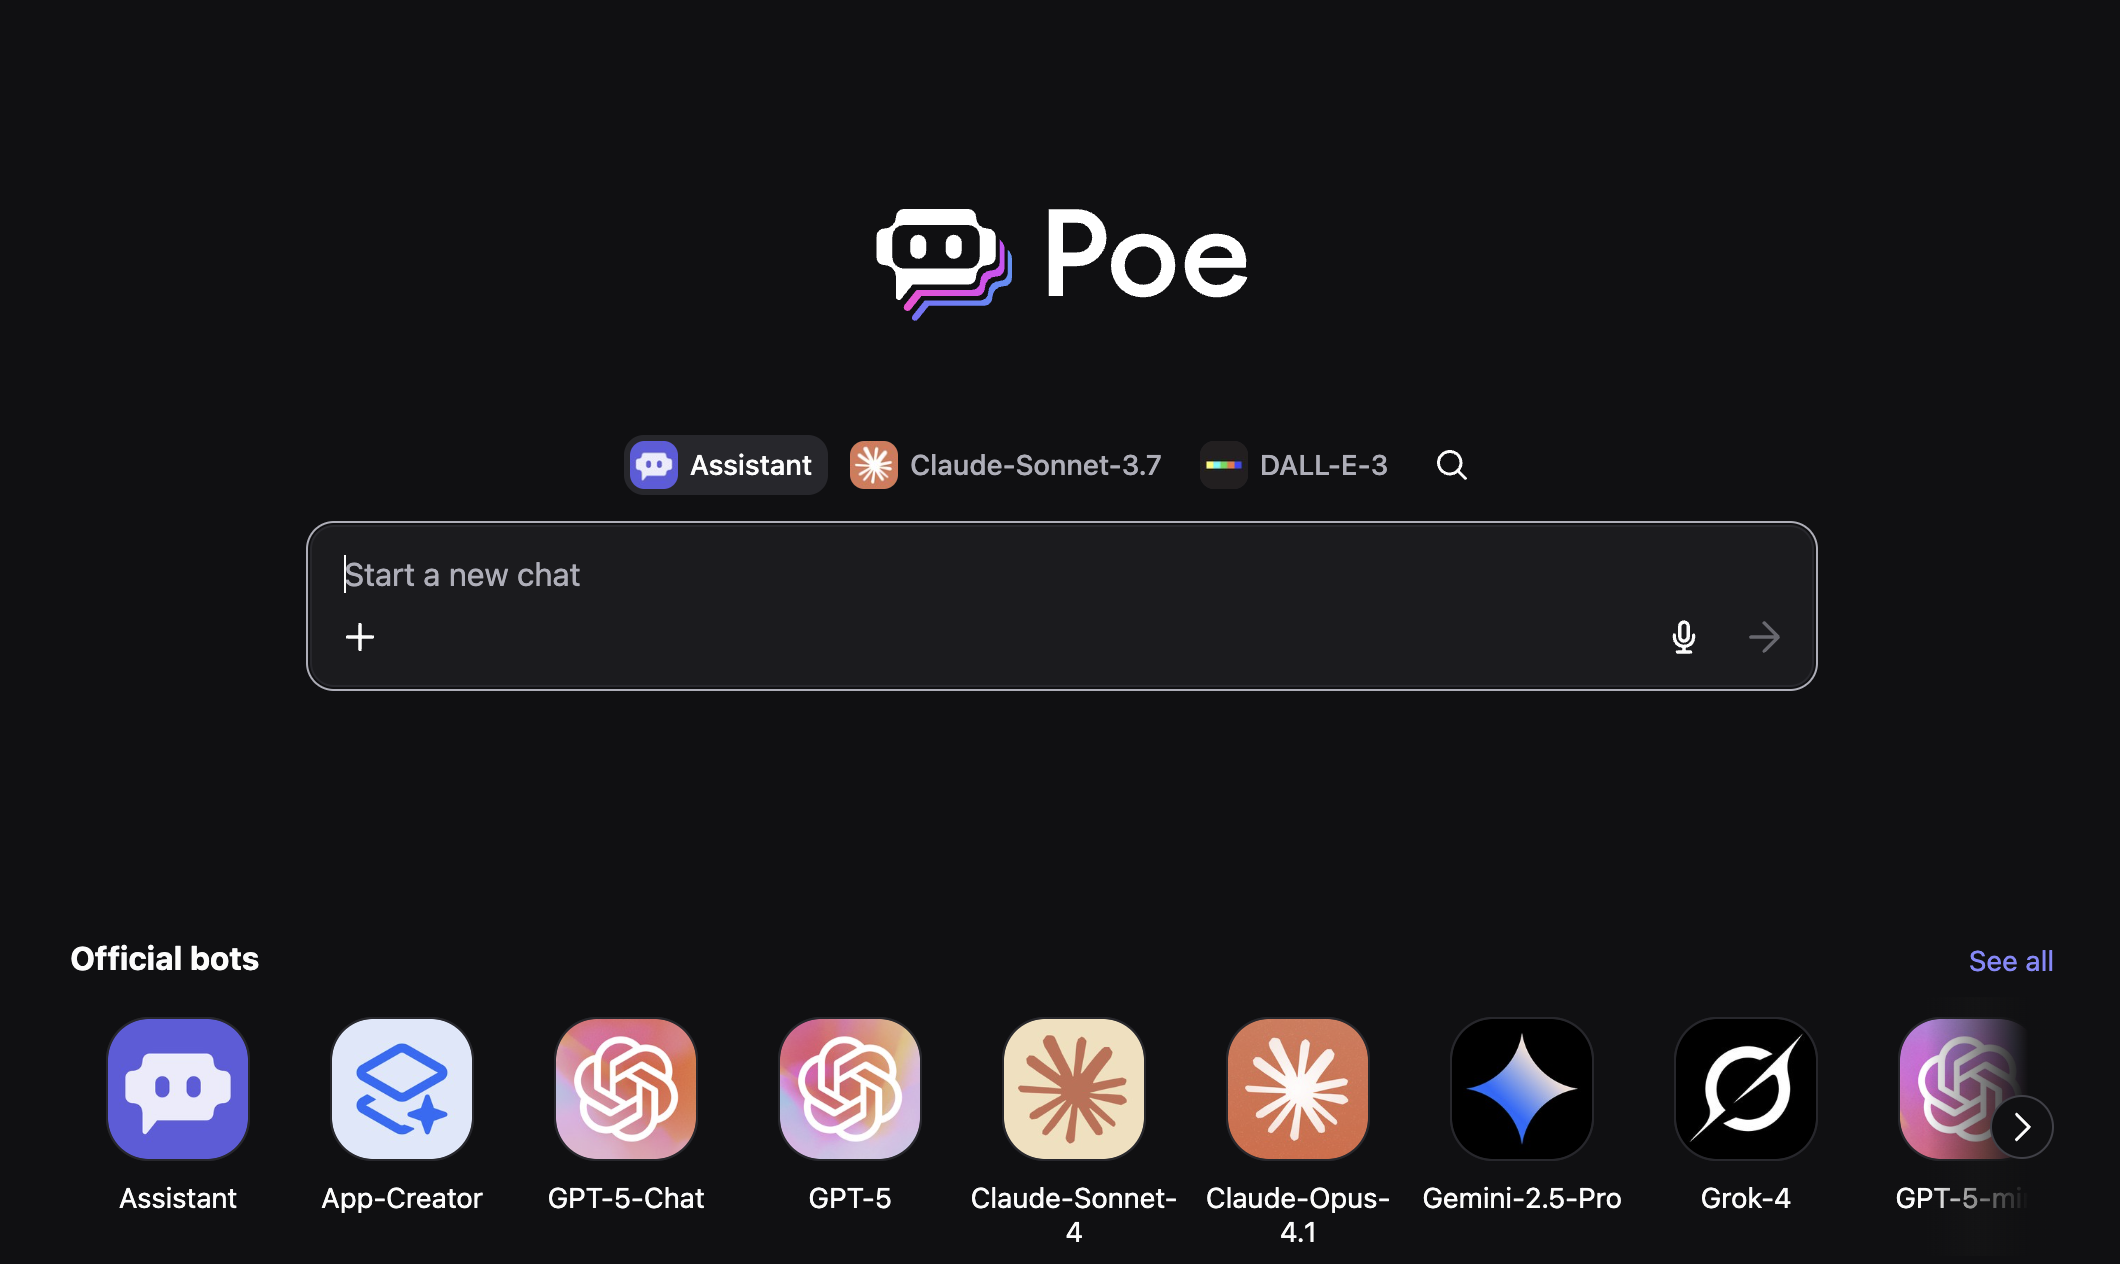 Poe
Assistant
Claude-Sonnet-3.7
DALL-E-3
Start a new chat
Official bots
See all
Assistant
App-Creator
GPT-5-Chat
GPT-5
Claude-Sonnet-
4
Claude-Opus-
4.1
Gemini-2.5-Pro
Grok-4
GPT-5-mi